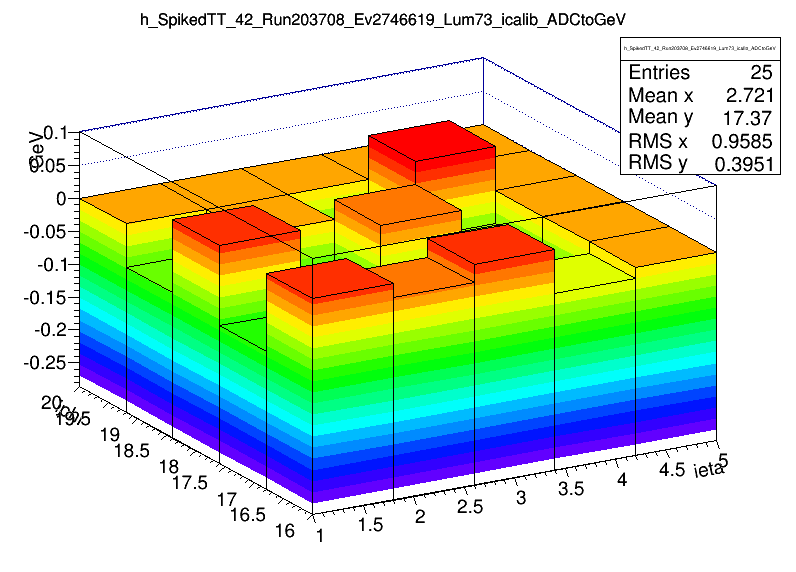 h_SpikedTT_42_Run203708_Ev2746619_Lum73_icalib_ADCtoGeV
h_SpikedTT_42_Run203708_Ev2746619_Lum73_icalib_ADCtoGeV
Entries 25
Mean x 2.721
Mean y 17.37
RMS x 0.9585
RMS y 0.3951
GeV
0.1
0.05
0
-0.05
-0.1
-0.15
-0.2
-0.25
20
19.5
19
18.5
18
17.5
17
16.5
16
1
1.5
2
2.5
3
3.5
4
4.5
5
ieta